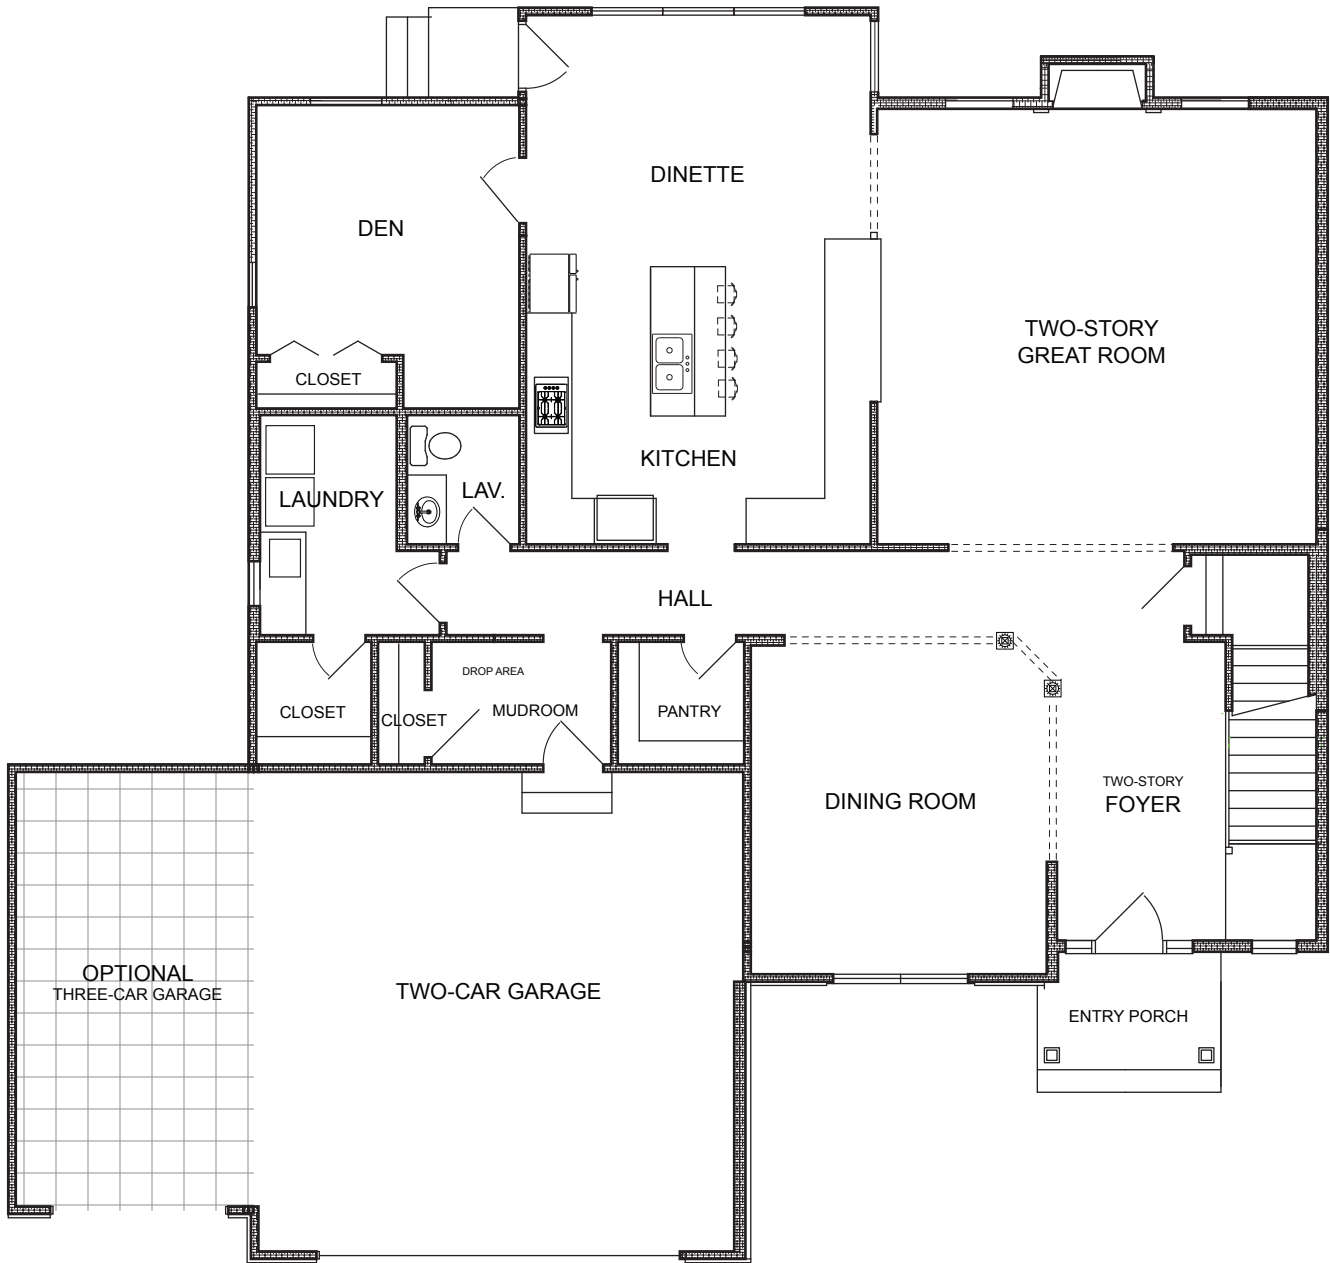 DINETTE
DEN
TWO-STORY
GREAT ROOM
CLOSET
KITCHEN
LAUNDRY
LAV.
HALL
DROP AREA
CLOSET
CLOSET
MUDROOM
PANTRY
DINING ROOM
TWO-STORY
FOYER
OPTIONAL
THREE-CAR GARAGE
TWO-CAR GARAGE
ENTRY PORCH